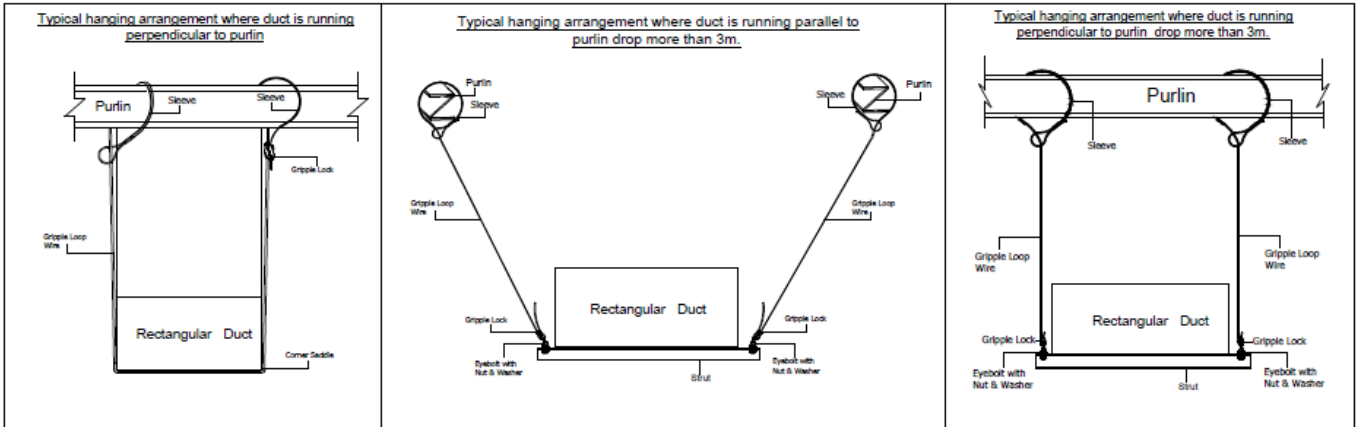 Typical hanging arrangement where duct is running
perpendicular to purlin
Purlin
Sleeve
Sleeve
Gripple Lock
Gripple Loop
Wire
Rectangular Duct
Corner Saddle
Typical hanging arrangement where duct is running parallel to
purlin drop more than 3m.
Purlin
Sleeve
Sleeve
Purlin
Sleeve
Gripple Loop
Wire
Gripple Loop
Wire
Rectangular Duct
Gripple Lock
Gripple Lock
Eyebolt with
Nut & Washer
Eyebolt with
Nut & Washer
Strut
Typical hanging arrangement where duct is running
perpendicular to purlin drop more than 3m.
Purlin
Sleeve
Sleeve
Gripple Loop
Wire
Gripple Loop
Wire
Rectangular Duct
Gripple Lock
Gripple Lock
Eyebolt with
Nut & Washer
Eyebolt with
Nut & Washer
Strut